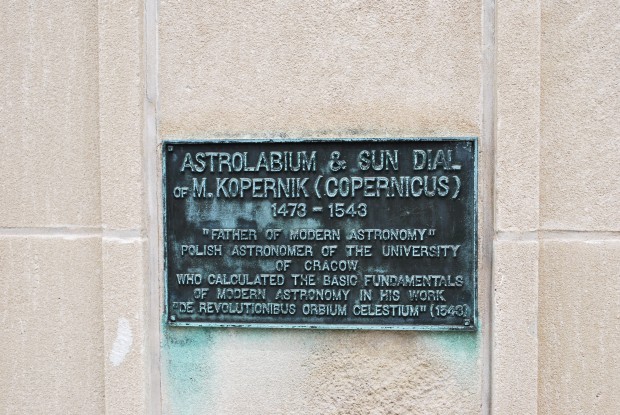 ASTROLABIUM & SUN DIAL
OF M. KOPERNIK (COPERNICUS)
1473 - 1543
"FATHER OF MODERN ASTRONOMY"
POLISH ASTRONOMER OF THE UNIVERSITY
OF CRACOW
WHO CALCULATED THE BASIC FUNDAMENTALS
OF MODERN ASTRONOMY IN HIS WORK
"DE REVOLUTIONIBUS ORBIUM CELESTIUM" (1543)